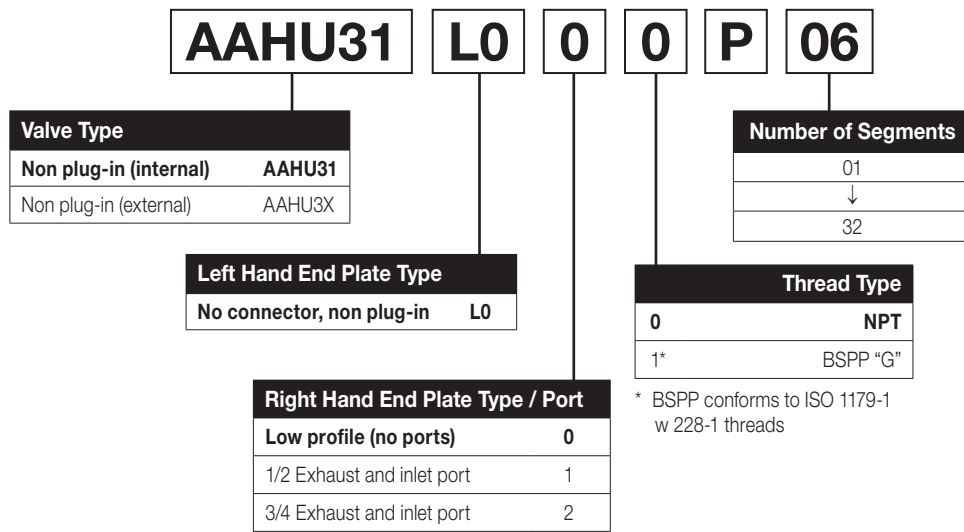 AAHU31 L0 0 0 P 06
Valve Type
Non plug-in (internal) AAHU31
Non plug-in (external) AAHU3X
Number of Segments
01
↓
32
Left Hand End Plate Type
No connector, non plug-in L0
Thread Type
0 NPT
1* BSPP “G”
* BSPP conforms to ISO 1179-1
w 228-1 threads
Right Hand End Plate Type / Port
Low profile (no ports) 0
1/2 Exhaust and inlet port 1
3/4 Exhaust and inlet port 2